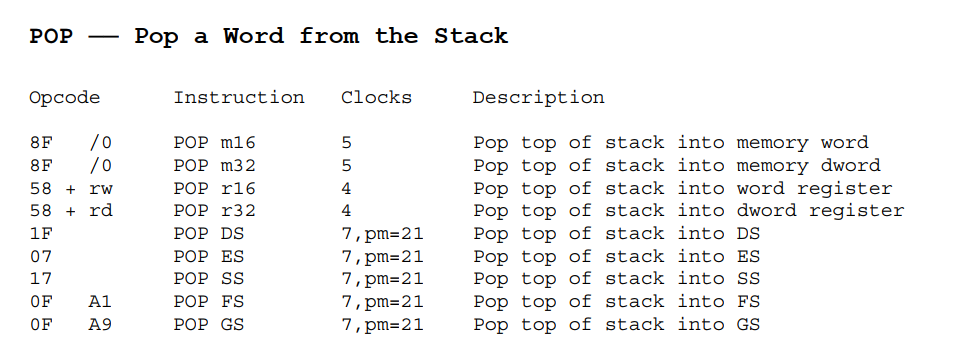 POP — Pop a Word from the Stack
Opcode Instruction Clocks Description
8F /0 POP m16 5 Pop top of stack into memory word
8F /0 POP m32 5 Pop top of stack into memory dword
58 + rw POP r16 4 Pop top of stack into word register
58 + rd POP r32 4 Pop top of stack into dword register
1F POP DS 7,pm=21 Pop top of stack into DS
07 POP ES 7,pm=21 Pop top of stack into ES
17 POP SS 7,pm=21 Pop top of stack into SS
0F A1 POP FS 7,pm=21 Pop top of stack into FS
0F A9 POP GS 7,pm=21 Pop top of stack into GS